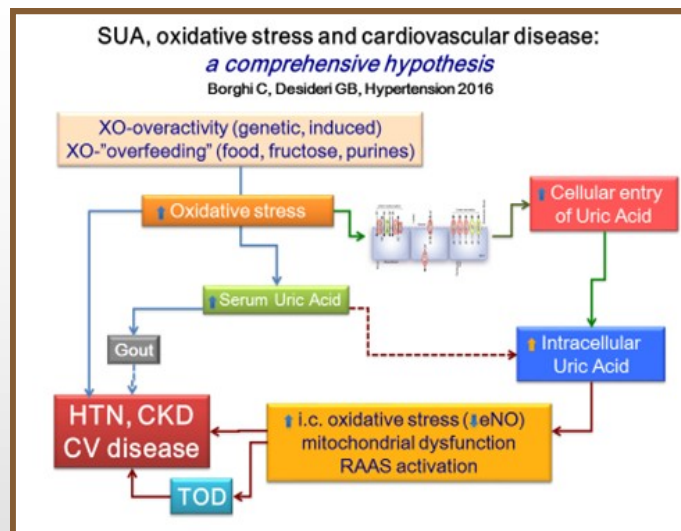 SUA, oxidative stress and cardiovascular disease:
a comprehensive hypothesis
Borghi C, Desideri GB, Hypertension 2016
XO-overactivity (genetic, induced)
XO-"overfeeding" (food, fructose, purines)
Oxidative stress
Cellular entry
of Uric Acid
Serum Uric Acid
Gout
Intracellular
Uric Acid
HTN, CKD
CV disease
i.c. oxidative stress (eNO)
mitochondrial dysfunction
RAAS activation
TOD